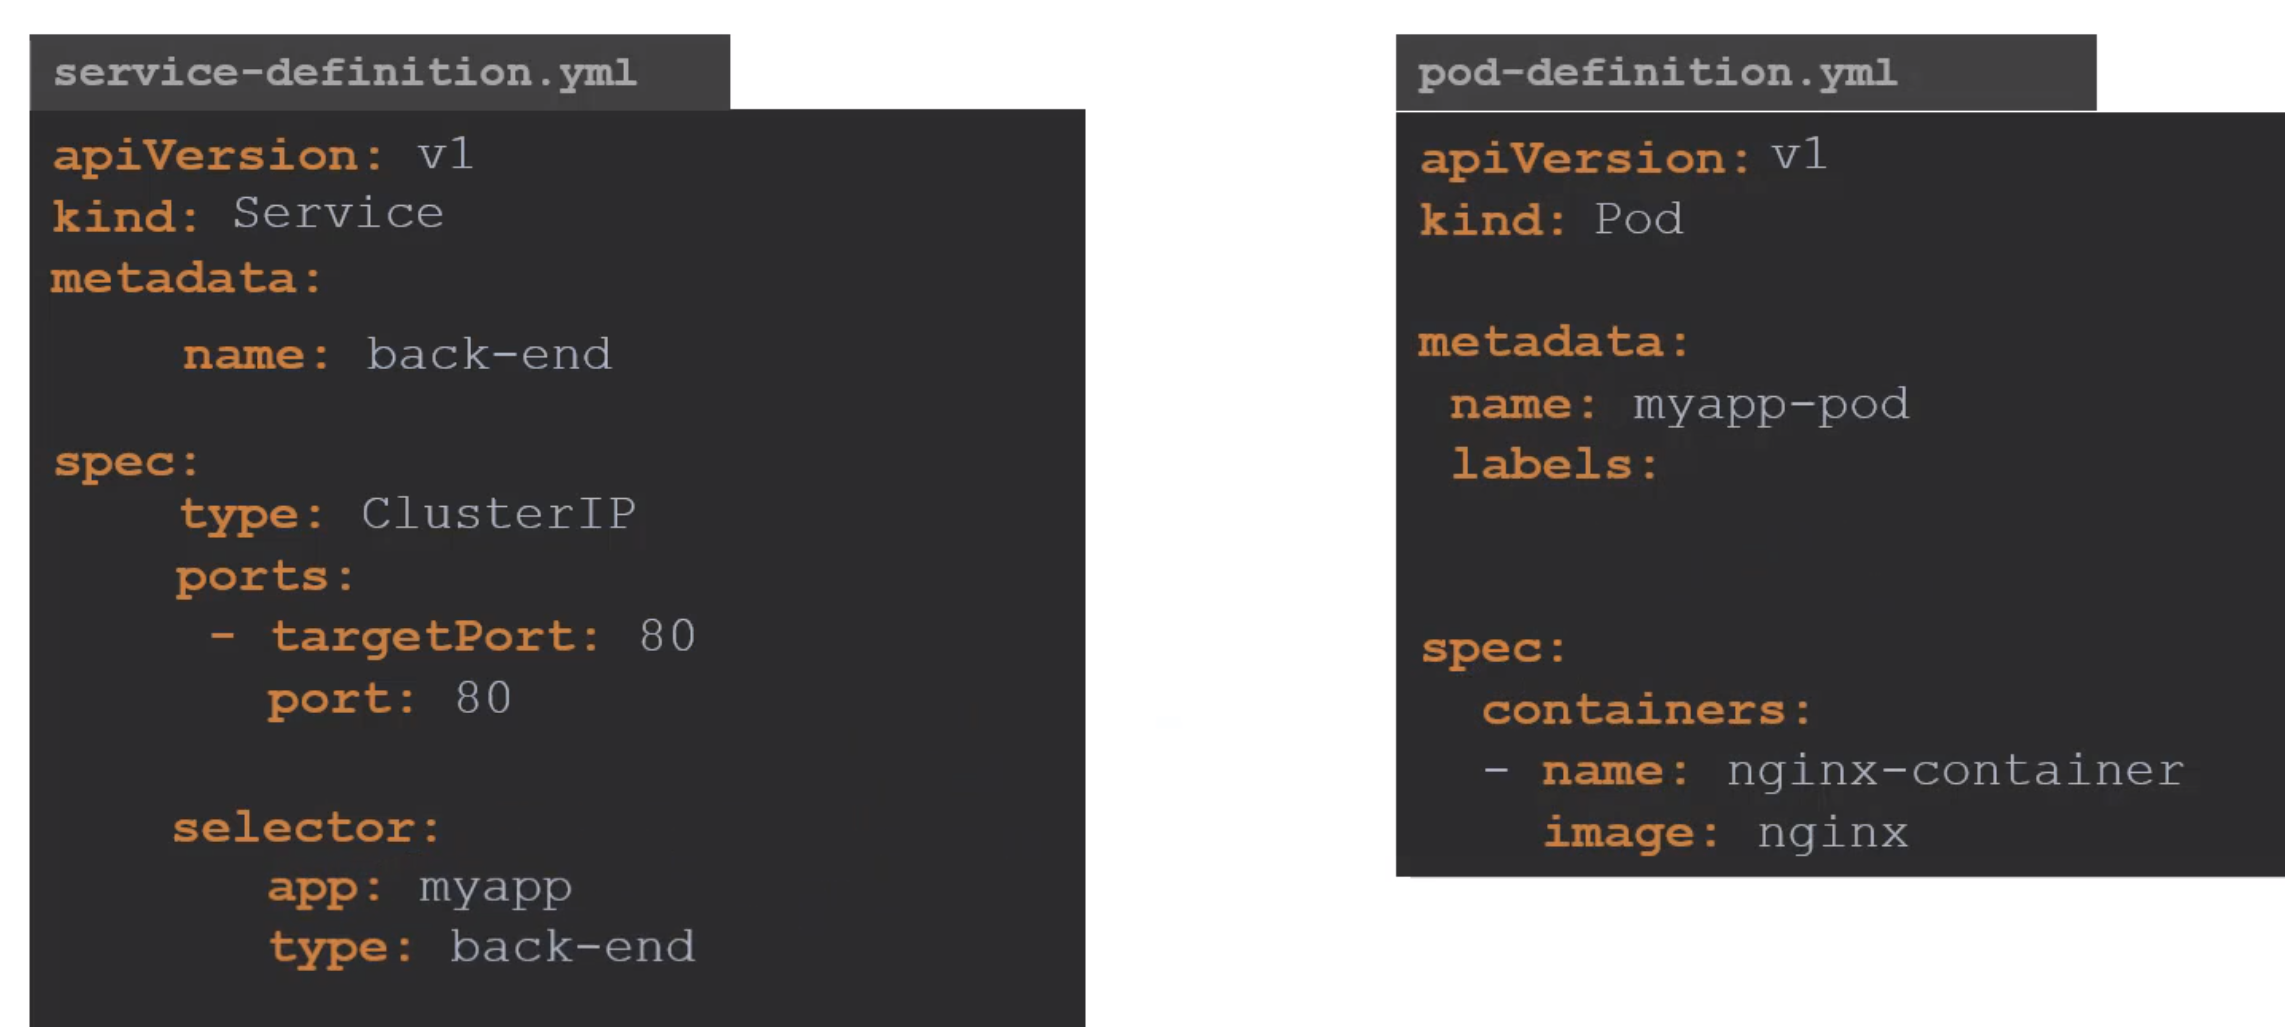 service-definition.yml
apiVersion: v1
kind: Service
metadata:
name: back-end
spec:
type: ClusterIP
ports:
- targetPort: 80
port: 80
selector:
app: myapp
type: back-end
pod-definition.yml
apiVersion: v1
kind: Pod
metadata:
name: myapp-pod
labels:
spec:
containers:
- name: nginx-container
image: nginx